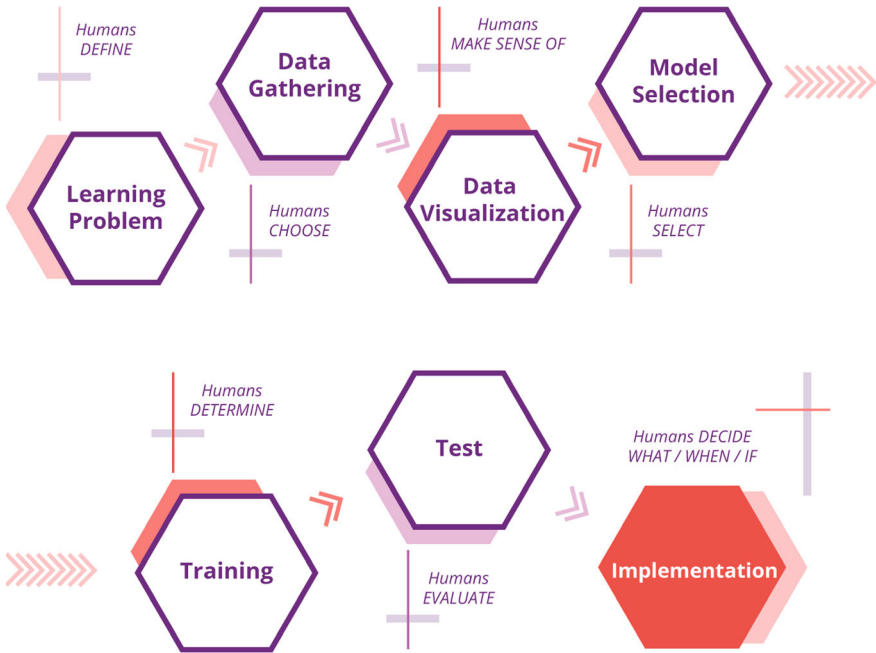 Humans
DEFINE
Learning
Problem
Data
Gathering
Humans
CHOOSE
Humans
MAKE SENSE OF
Data
Visualization
Model
Selection
Humans
SELECT
Humans
DETERMINE
Training
Test
Humans
EVALUATE
Humans DECIDE
WHAT / WHEN / IF
Implementation